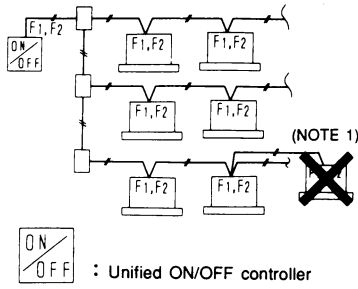 F1,F2
ON
OFF
F1,F2 F1,F2
F1,F2 F1,F2
(NOTE 1)
F1,F2 F1,F2
ON
OFF
: Unified ON/OFF controller